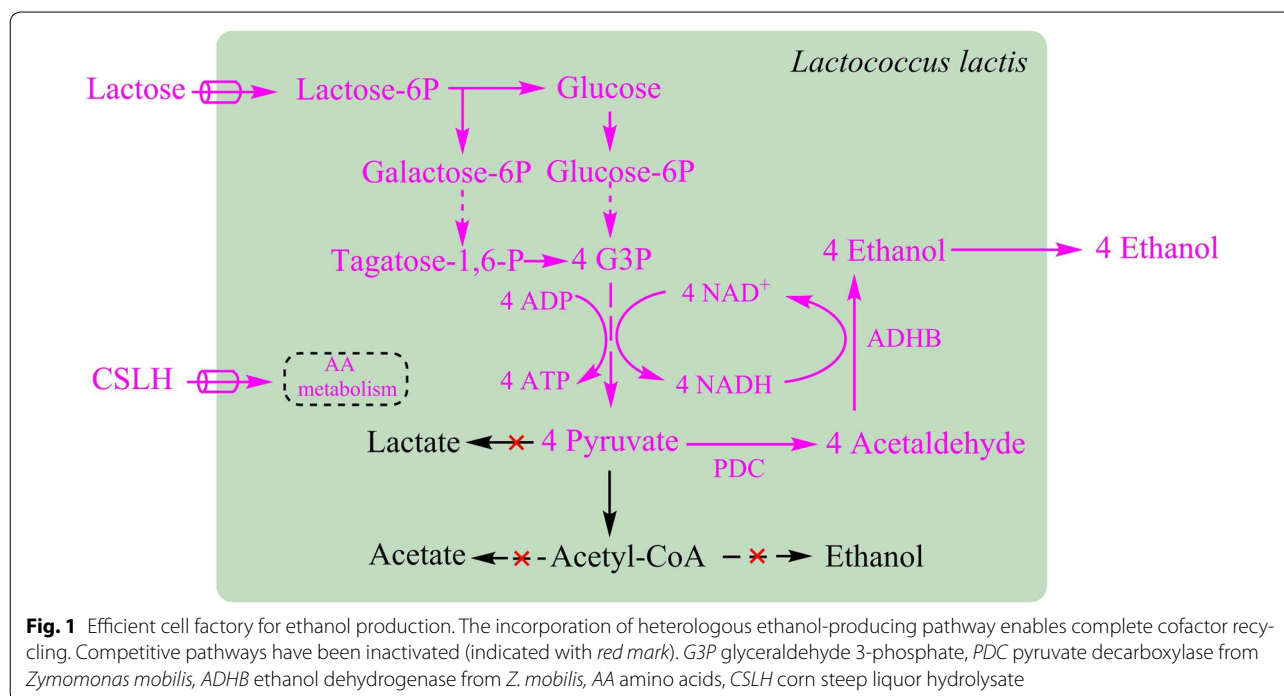 Lactococcus lactis
Lactose
Lactose-6P
Glucose
Galactose-6P
Glucose-6P
Tagatose-1,6-P
4 G3P
4 Ethanol
4 Ethanol
4 ADP
4 NAD+
ADHB
CSLH
AA
metabolism
4 ATP
4 NADH
Lactate
4 Pyruvate
PDC
4 Acetaldehyde
Acetate
Acetyl-CoA
Ethanol
Fig. 1 Efficient cell factory for ethanol production. The incorporation of heterologous ethanol-producing pathway enables complete cofactor recy-
cling. Competitive pathways have been inactivated (indicated with red mark). G3P glyceraldehyde 3-phosphate, PDC pyruvate decarboxylase from
Zymomonas mobilis, ADHB ethanol dehydrogenase from Z. mobilis, AA amino acids, CSLH corn steep liquor hydrolysate